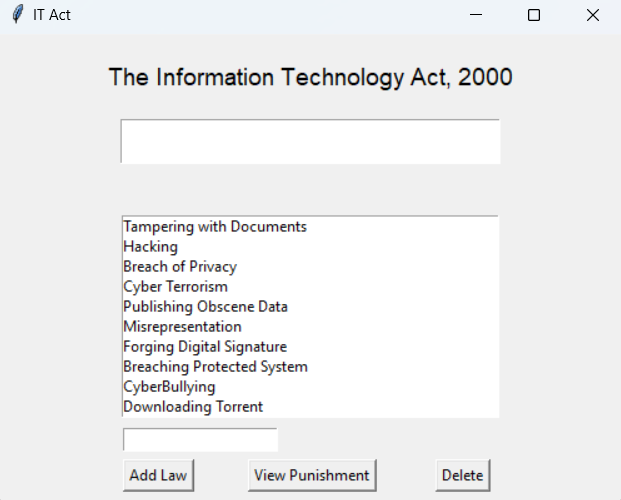 IT Act
The Information Technology Act, 2000
Tampering with Documents
Hacking
Breach of Privacy
Cyber Terrorism
Publishing Obscene Data
Misrepresentation
Forging Digital Signature
Breaching Protected System
CyberBullying
Downloading Torrent
Add Law
View Punishment
Delete